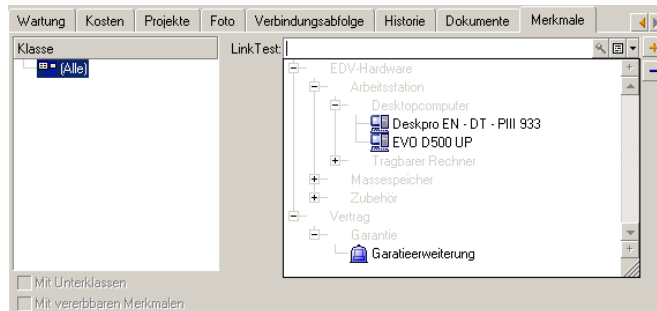 Wartung Kosten Projekte Foto Verbindungsabfolge Historie Dokumente Merkmale
Klasse
(Alle)
LinkTest:
EDV-Hardware
Arbeitsstation
Desktopcomputer
Deskpro EN - DT - PIII 933
EVO D500 UP
Tragbarer Rechner
Massespeicher
Zubehör
Vertrag
Garantie
Garatieerweiterung
Mit Unterklassen
Mit vererbbaren Merkmalen